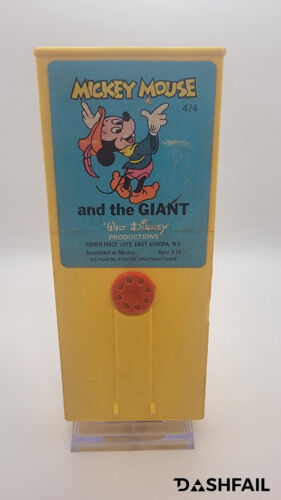 MICKEY MOUSE
474
and the GIANT
WALT DISNEY
PRODUCTIONS
FISHER-PRICE TOYS, EAST AURORA, N.Y.
Assembled in Mexico Ages 3-10
DASHFAIL